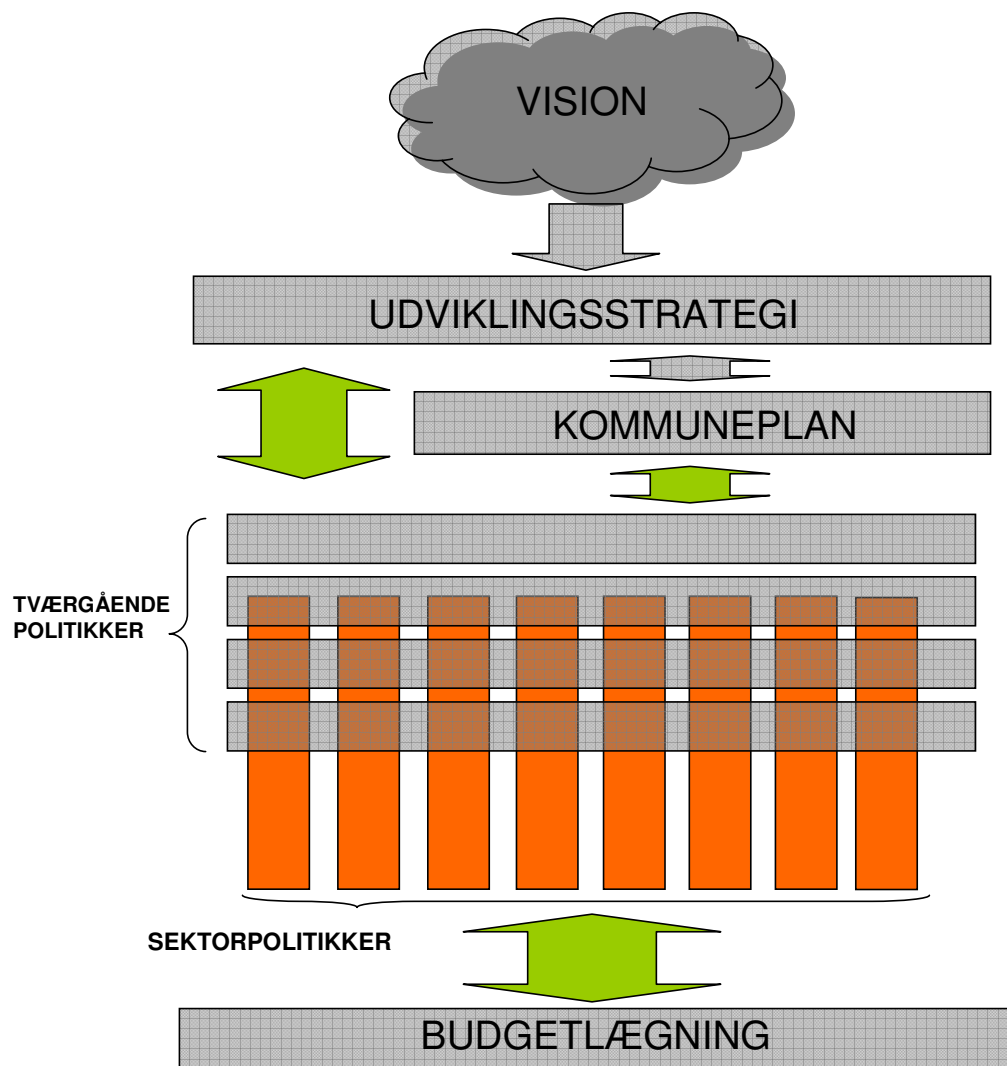 VISION
UDVIKLINGSSTRATEGI
KOMMUNEPLAN
TVÆRGÅENDE
POLITIKKER
SEKTORPOLITIKKER
BUDGETLÆGNING